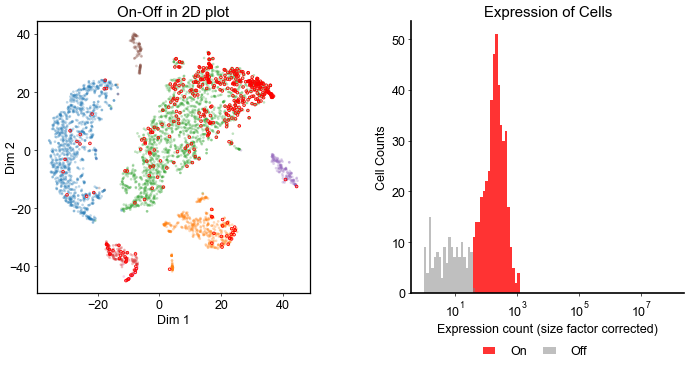 On-Off in 2D plot
Expression of Cells
40
20
0
−20
−40
Dim 2
−20
0
20
40
Dim 1
50
40
30
20
10
0
Cell Counts
10^1
10^3
10^5
10^7
Expression count (size factor corrected)
On
Off